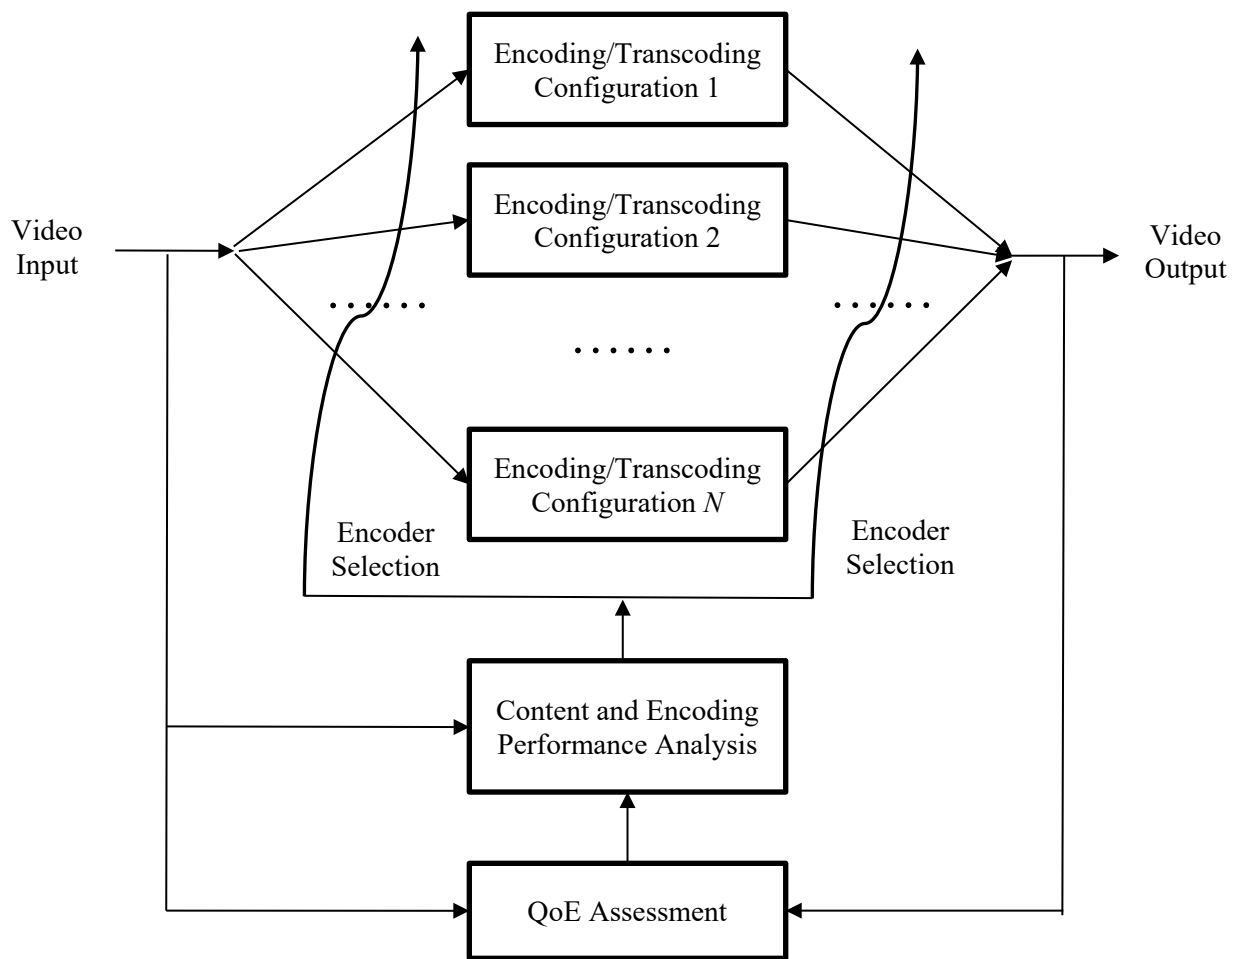 Encoding/Transcoding
Configuration 1
Encoding/Transcoding
Configuration 2
Video
Input
Video
Output
......
......
......
Encoding/Transcoding
Configuration N
Encoder
Selection
Encoder
Selection
Content and Encoding
Performance Analysis
QoE Assessment